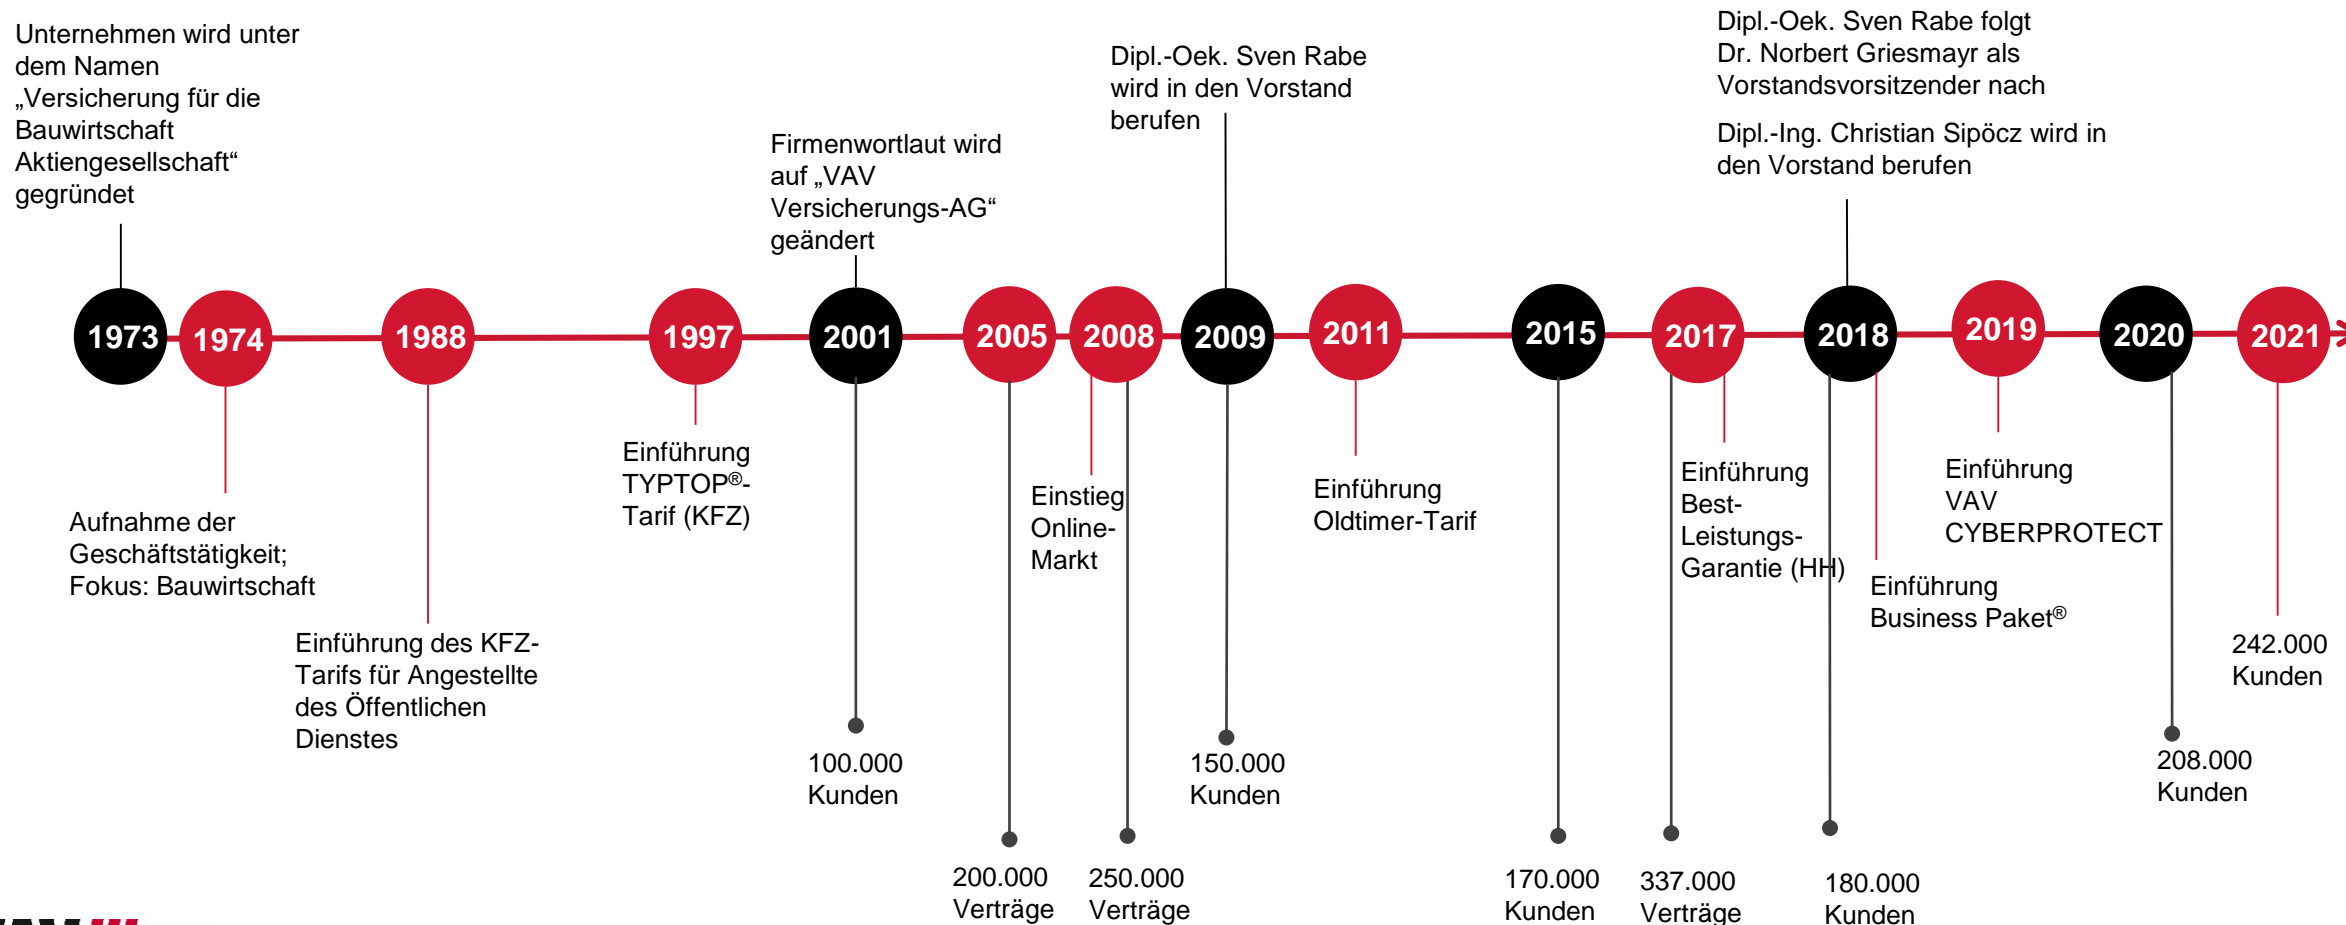 Unternehmen wird unter
dem Namen
„Versicherung für die
Bauwirtschaft
Aktiengesellschaft“
gegründet
Firmenwortlaut wird
auf „VAV
Versicherungs-AG“
geändert
Dipl.-Oek. Sven Rabe
wird in den Vorstand
berufen
Dipl.-Oek. Sven Rabe folgt
Dr. Norbert Griesmayr als
Vorstandsvorsitzender nach
Dipl.-Ing. Christian Sipöcz wird in
den Vorstand berufen
1973
1974
1988
1997
2001
2005
2008
2009
2011
2015
2017
2018
2019
2020
2021
Aufnahme der
Geschäftstätigkeit;
Fokus: Bauwirtschaft
Einführung des KFZ-
Tarifs für Angestellte
des Öffentlichen
Dienstes
Einführung
TYPTOP®-
Tarif (KFZ)
100.000
Kunden
200.000
Verträge
Einstieg
Online-
Markt
250.000
Verträge
150.000
Kunden
Einführung
Oldtimer-Tarif
170.000
Kunden
337.000
Verträge
Einführung
Best-
Leistungs-
Garantie (HH)
180.000
Kunden
Einführung
Business Paket®
Einführung
VAV
CYBERPROTECT
208.000
Kunden
242.000
Kunden